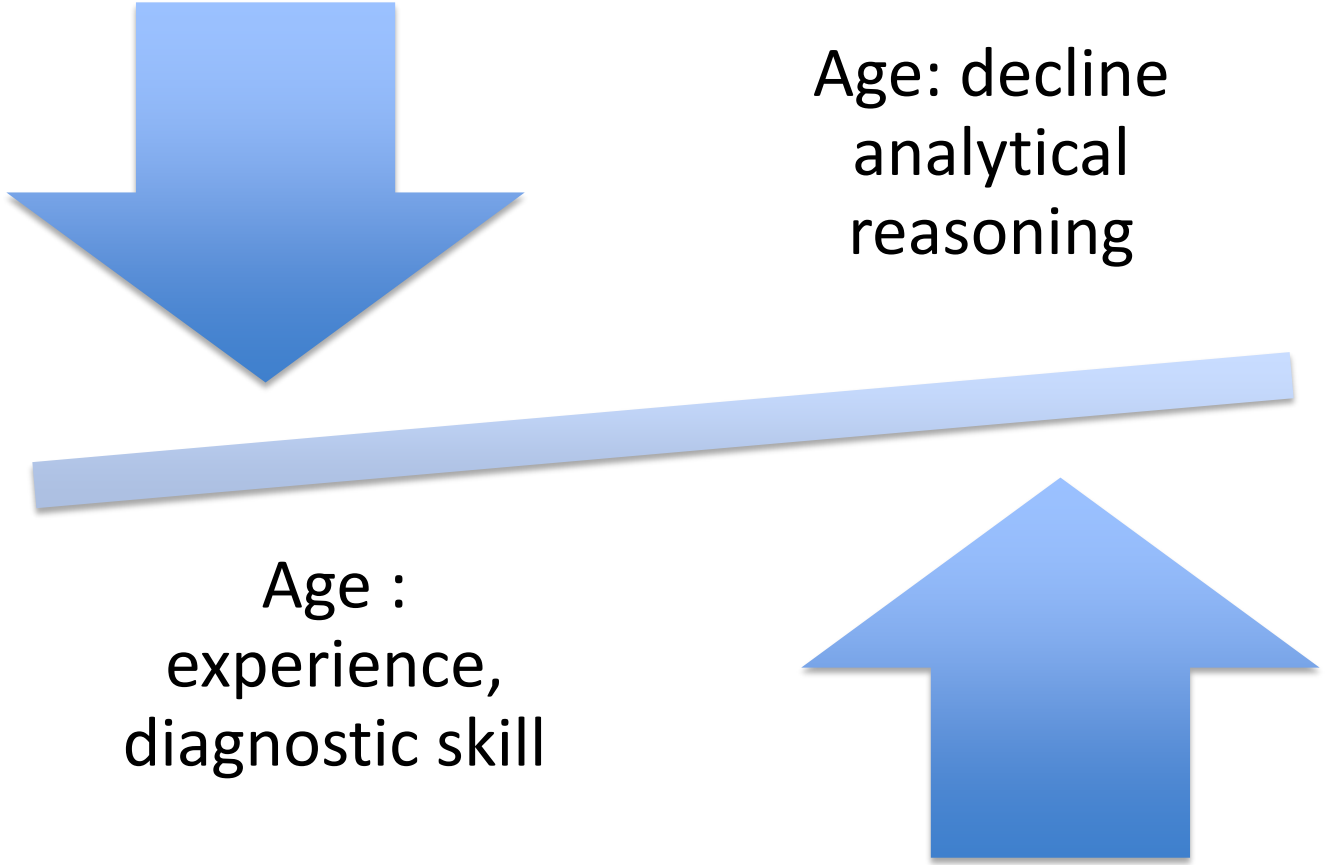 Age: decline
analytical
reasoning
Age :
experience,
diagnostic skill